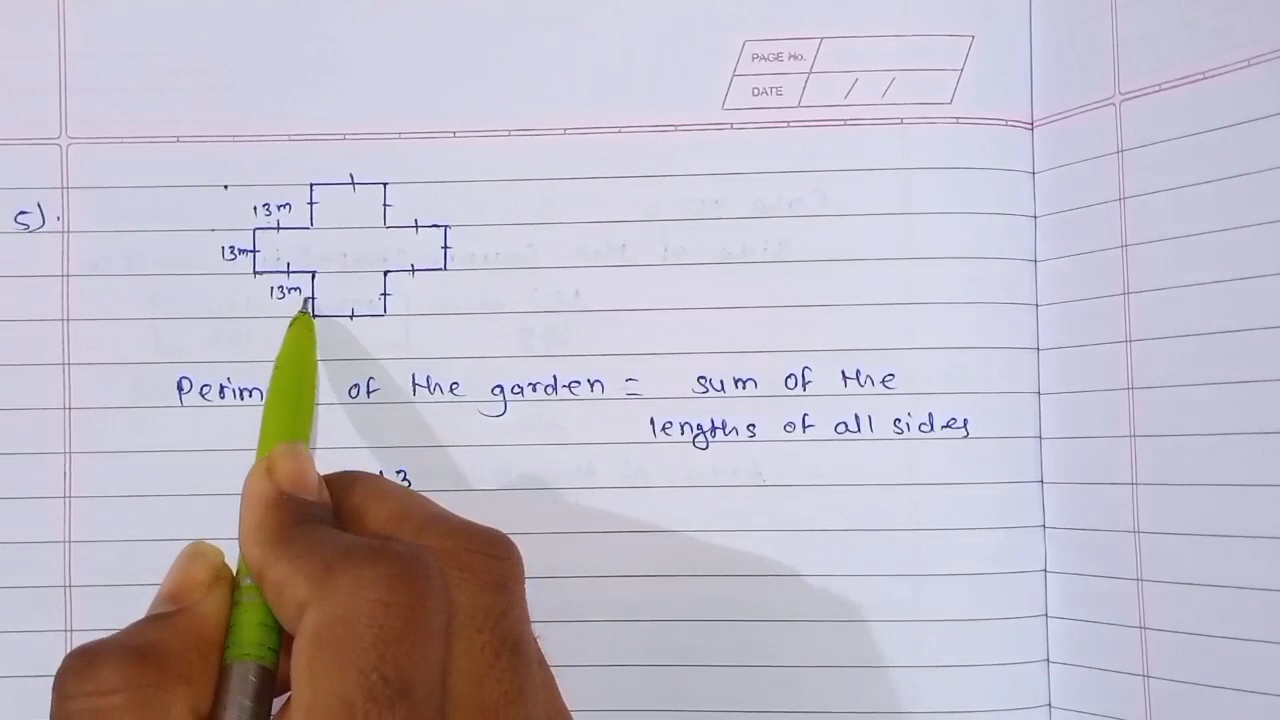 PAGE No.
DATE / /
5).
13m
13m
13m
of the garden = sum of the
lengths of all sides